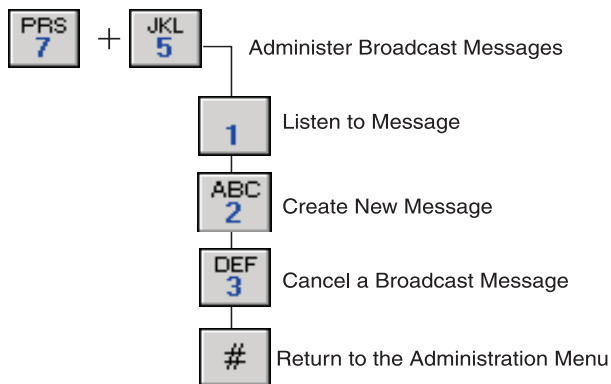 PRS
7
+
JKL
5
Administer Broadcast Messages
1
Listen to Message
ABC
2
Create New Message
DEF
3
Cancel a Broadcast Message
#
Return to the Administration Menu